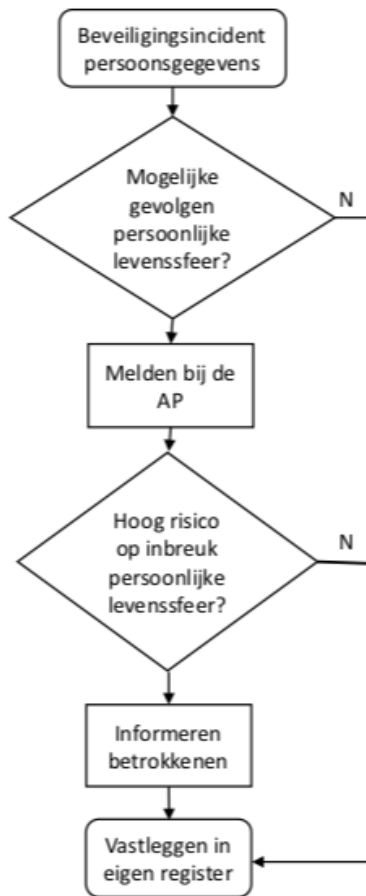 Beveiligingsincident
persoonsgegevens
Mogelijke
gevolgen
persoonlijke
levenssfeer?
N
Melden bij de
AP
Hoog risico
op inbreuk
persoonlijke
levenssfeer?
N
Informeren
betrokkenen
Vastleggen in
eigen register